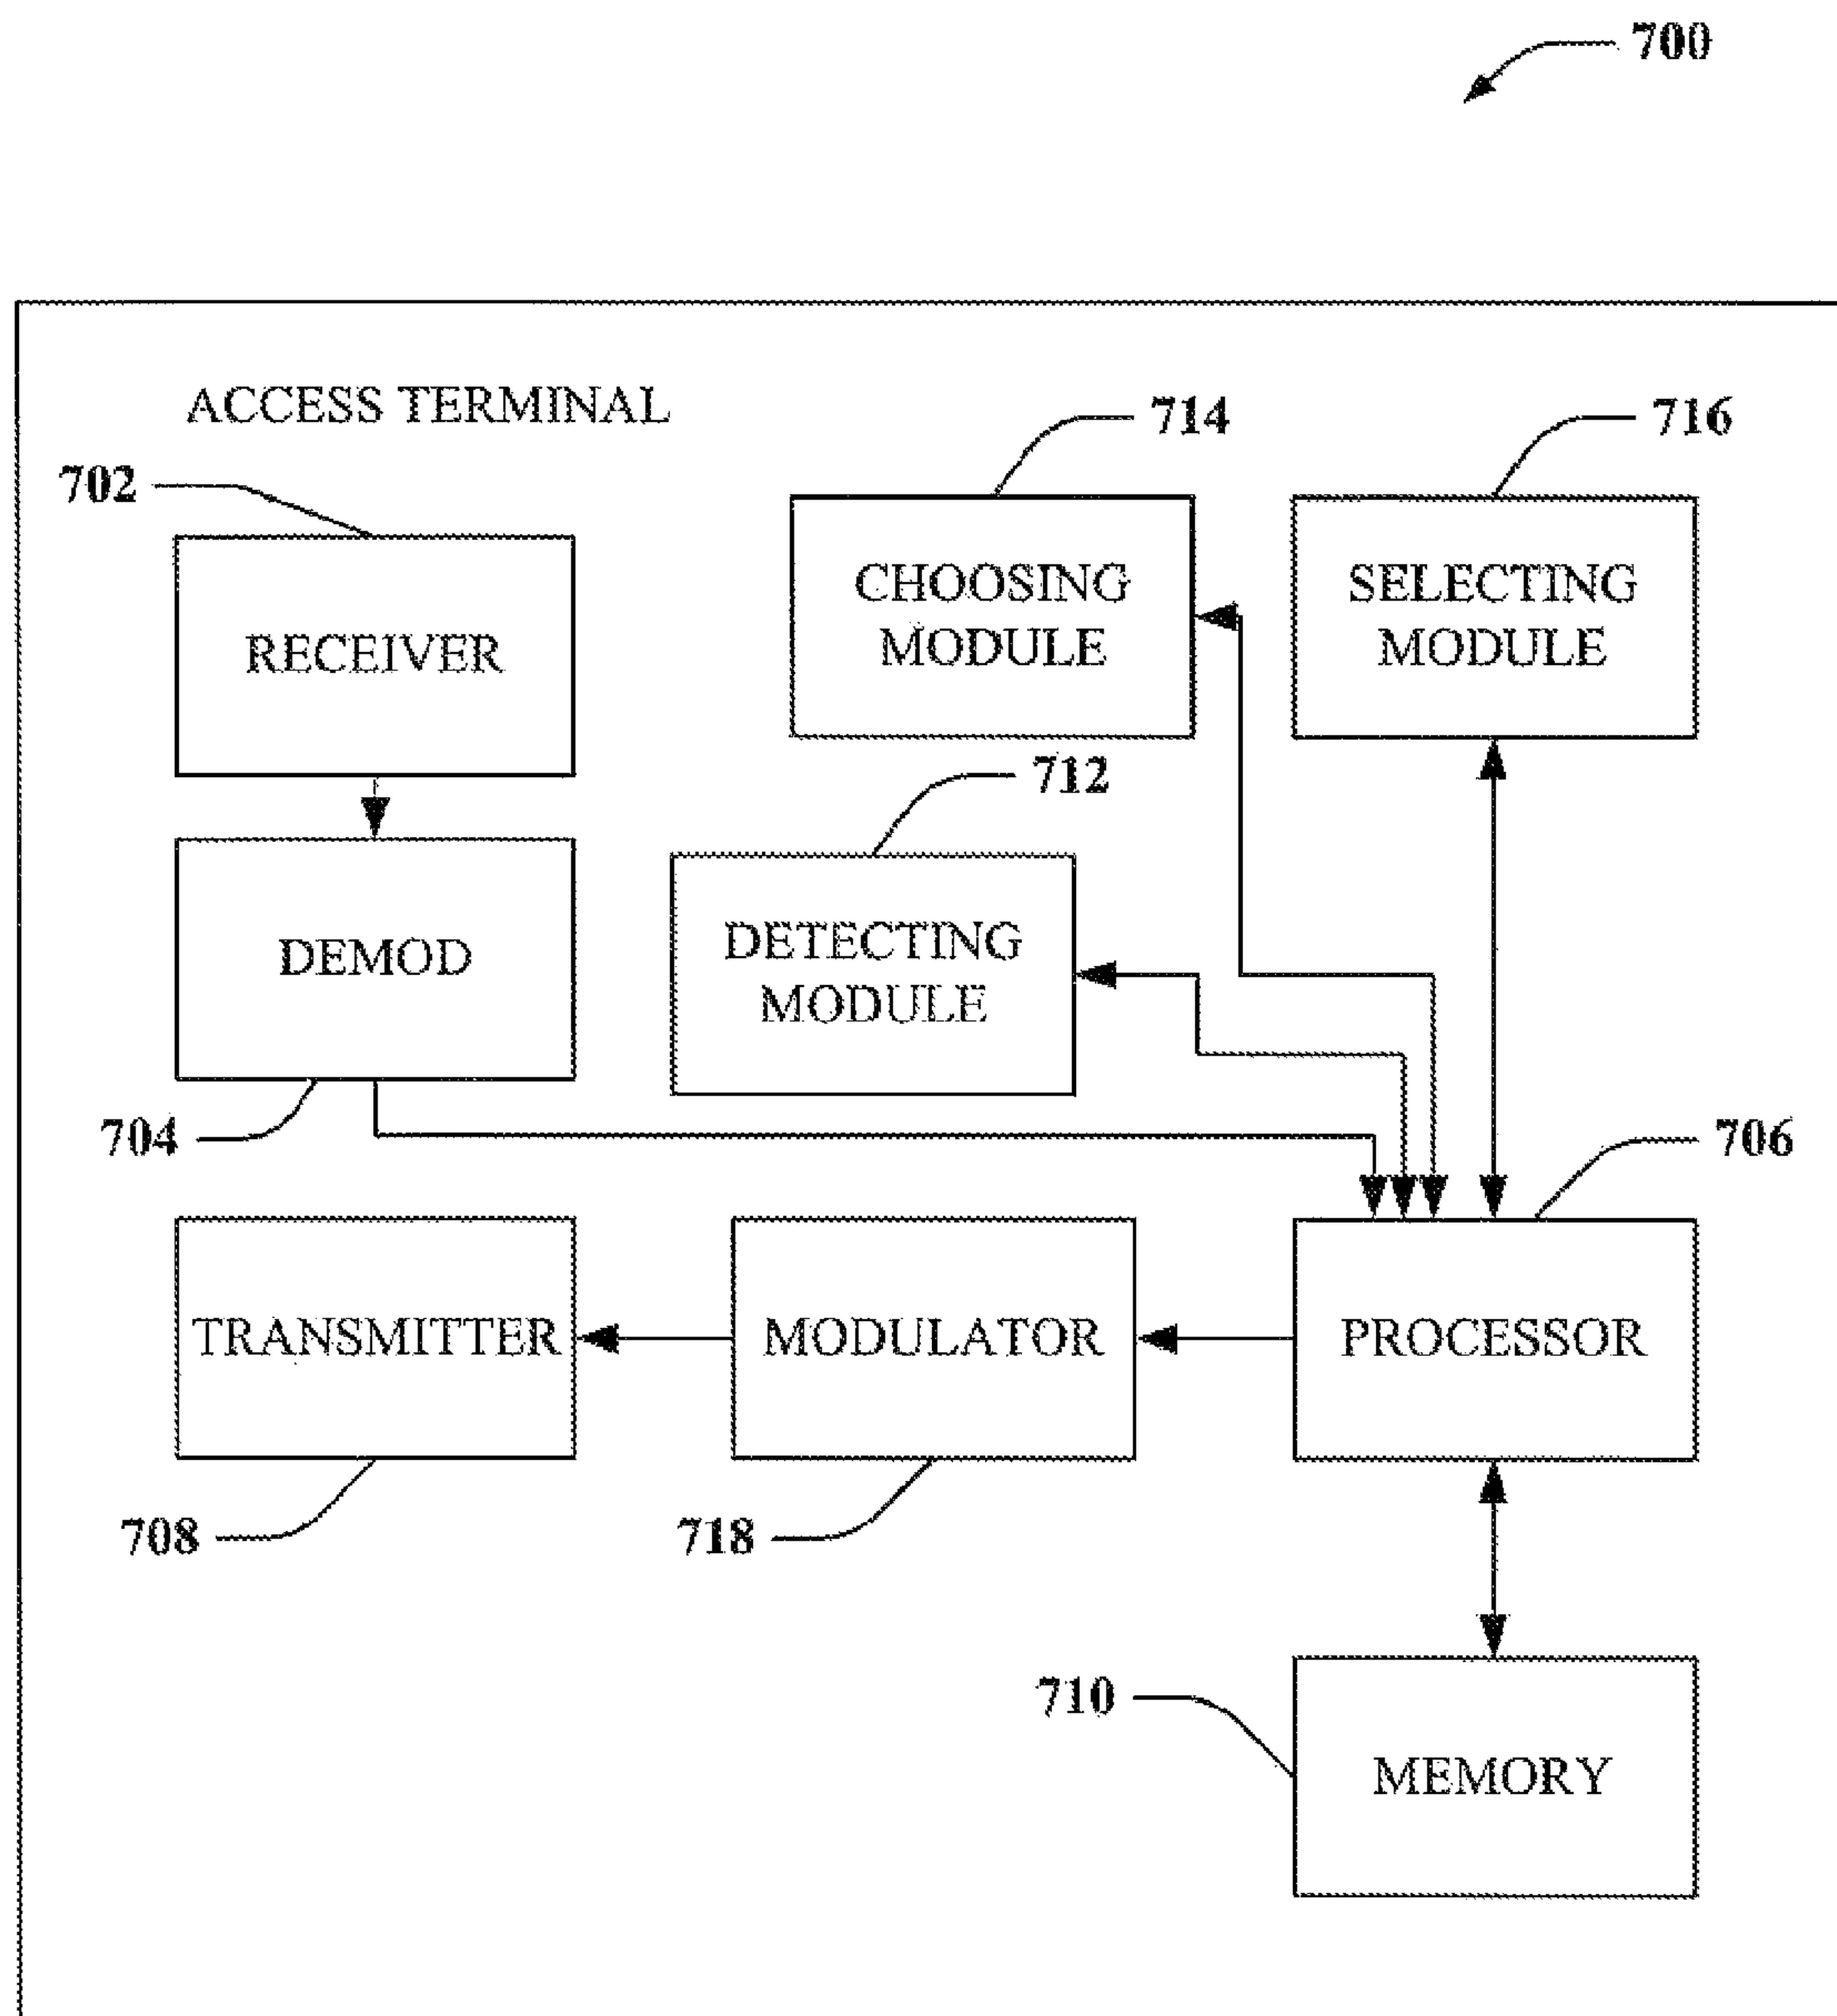 700
ACCESS TERMINAL
714
716
702
CHOOSING
MODULE
SELECTING
MODULE
RECEIVER
712
DETECTING
MODULE
DEMOD
704
706
TRANSMITTER
MODULATOR
PROCESSOR
708
718
710
MEMORY